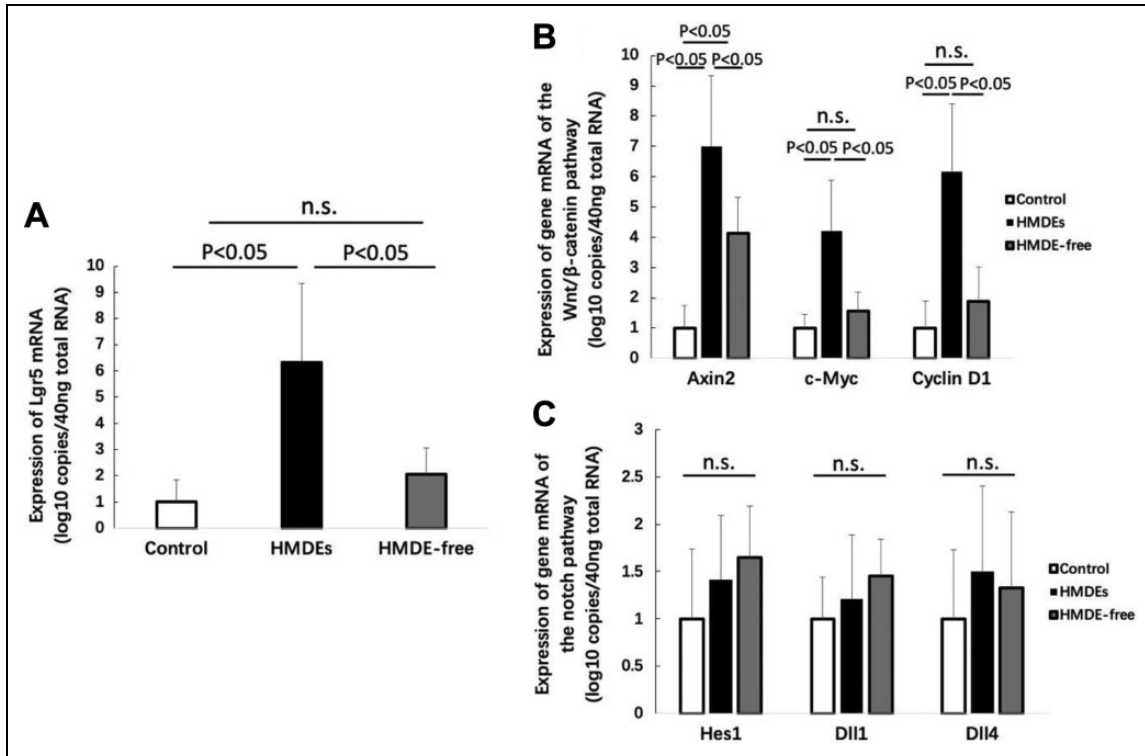 A
n.s.
P<0.05
P<0.05
Expression of Lgr5 mRNA
(log10 copies/40ng total RNA)
10
9
8
7
6
5
4
3
2
1
0
Control
HMDEs
HMDE-free
B
Expression of gene mRNA of the
Wnt/β-catenin pathway
(log10 copies/40ng total RNA)
10
9
8
7
6
5
4
3
2
1
0
P<0.05
P<0.05
P<0.05
n.s.
P<0.05
P<0.05
n.s.
P<0.05
P<0.05
Axin2
c-Myc
Cyclin D1
Control
HMDEs
HMDE-free
C
Expression of gene mRNA of
the notch pathway
(log10 copies/40ng total RNA)
3
2.5
2
1.5
1
0.5
0
n.s.
n.s.
n.s.
Hes1
Dll1
Dll4
Control
HMDEs
HMDE-free